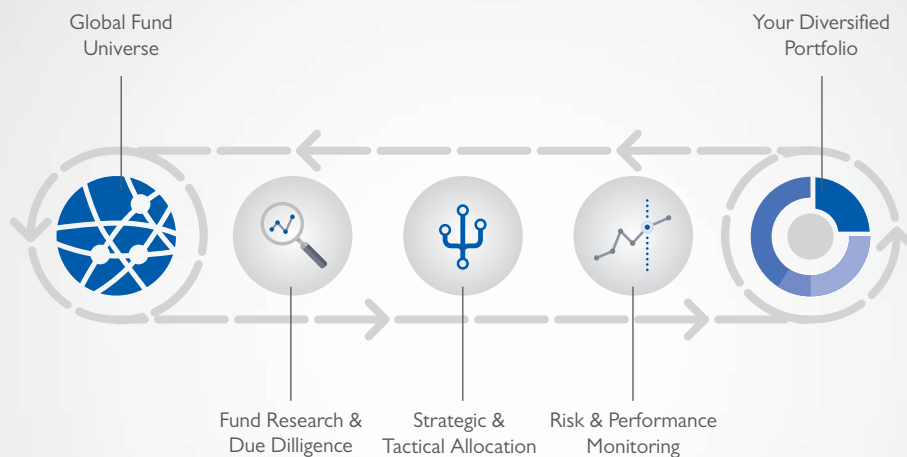 Global Fund
Universe
Your Diversified
Portfolio
Fund Research &
Due Dilligence
Strategic &
Tactical Allocation
Risk & Performance
Monitoring